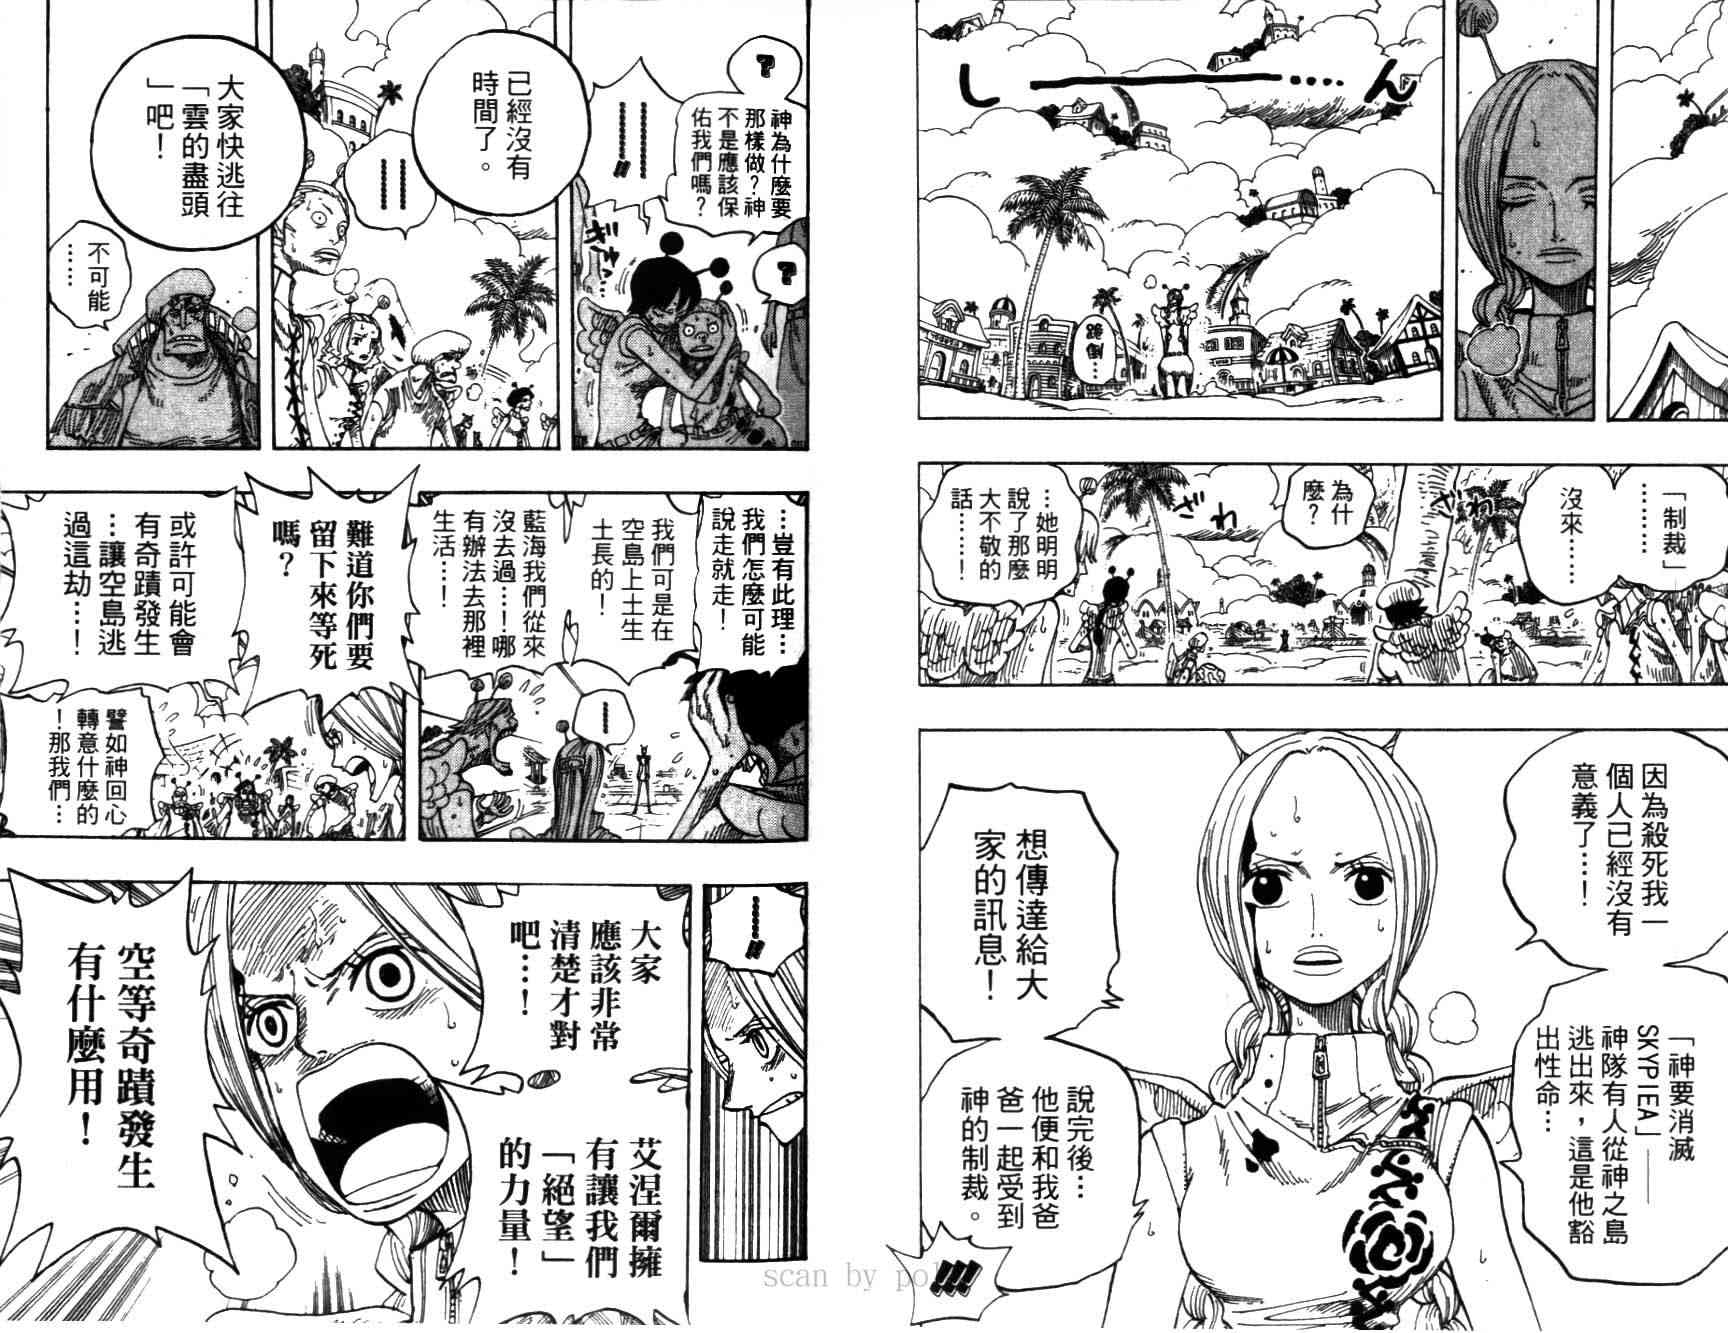 しーーー……ん
跨倒…
「制裁」
………
沒來……
ざわ
為什
麼？
ざわ
…她明明
說了那麼
大不敬的
話……！
因為殺死我一
個人已經沒有
意義了…！
「神要消滅
SKYPIEA」──
神隊有人從神之島
逃出來，這是他豁
出性命…
想傳達給大
家的訊息！
說完後…
他便和我爸
爸一起受到
神的制裁。
!!!
？
神為什麼要
那樣做？神
不是應該保
佑我們嗎？
？
…………!!
ぎゅっ…
已經沒有
時間了。
………
大家快逃往
「雲的盡頭
」吧！
不可能
……
…豈有此理…
我們怎麼可能
說走就走！
我們可是在
空島上土生
土長的！
藍海我們從來
沒去過…！哪
有辦法去那裡
生活…！
……
難道你們要
留下來等死
嗎？
或許可能會
有奇蹟發生
…讓空島逃
過這劫…！
譬如神回心
轉意什麼的
！那我們…
……!!
大家
應該非常
清楚才對
吧…！
艾涅爾擁
有讓我們
「絕望」
的力量！
空等奇蹟發生
有什麼用！
scan by pol